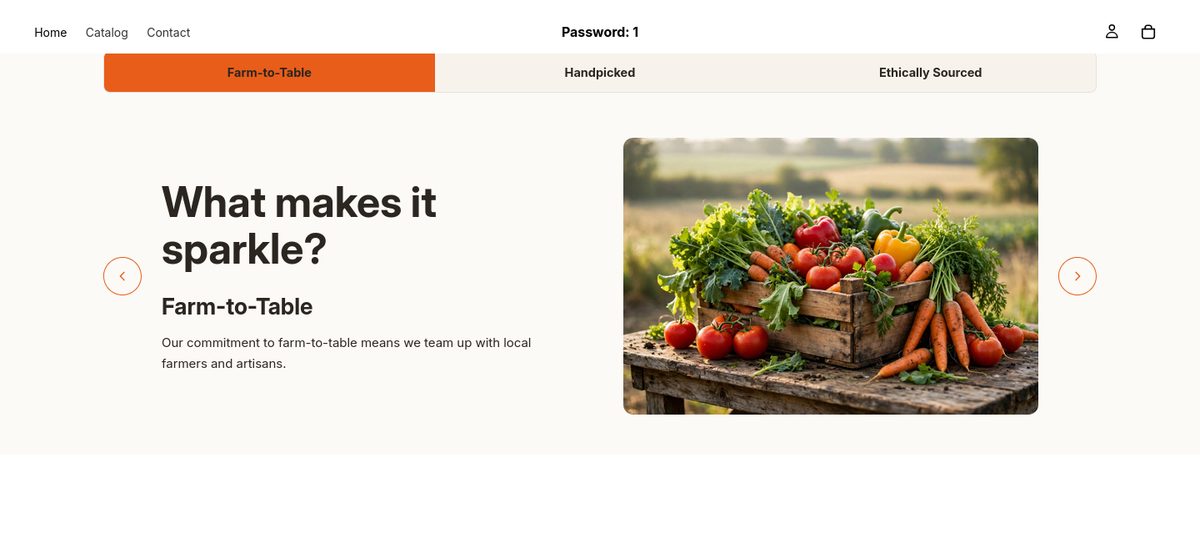 Home Catalog Contact Password: 1
Farm-to-Table Handpicked Ethically Sourced
What makes it
sparkle?
Farm-to-Table
Our commitment to farm-to-table means we team up with local
farmers and artisans.